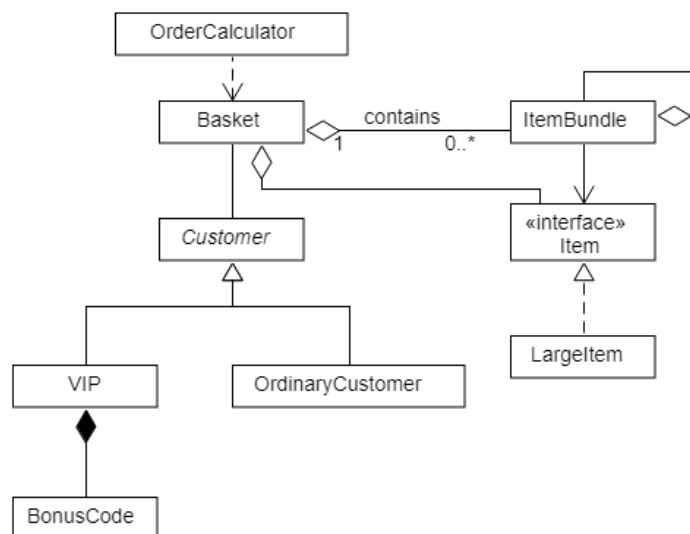 OrderCalculator
Basket
contains
ItemBundle
1
0..*
Customer
«interface»
Item
VIP
OrdinaryCustomer
LargeItem
BonusCode